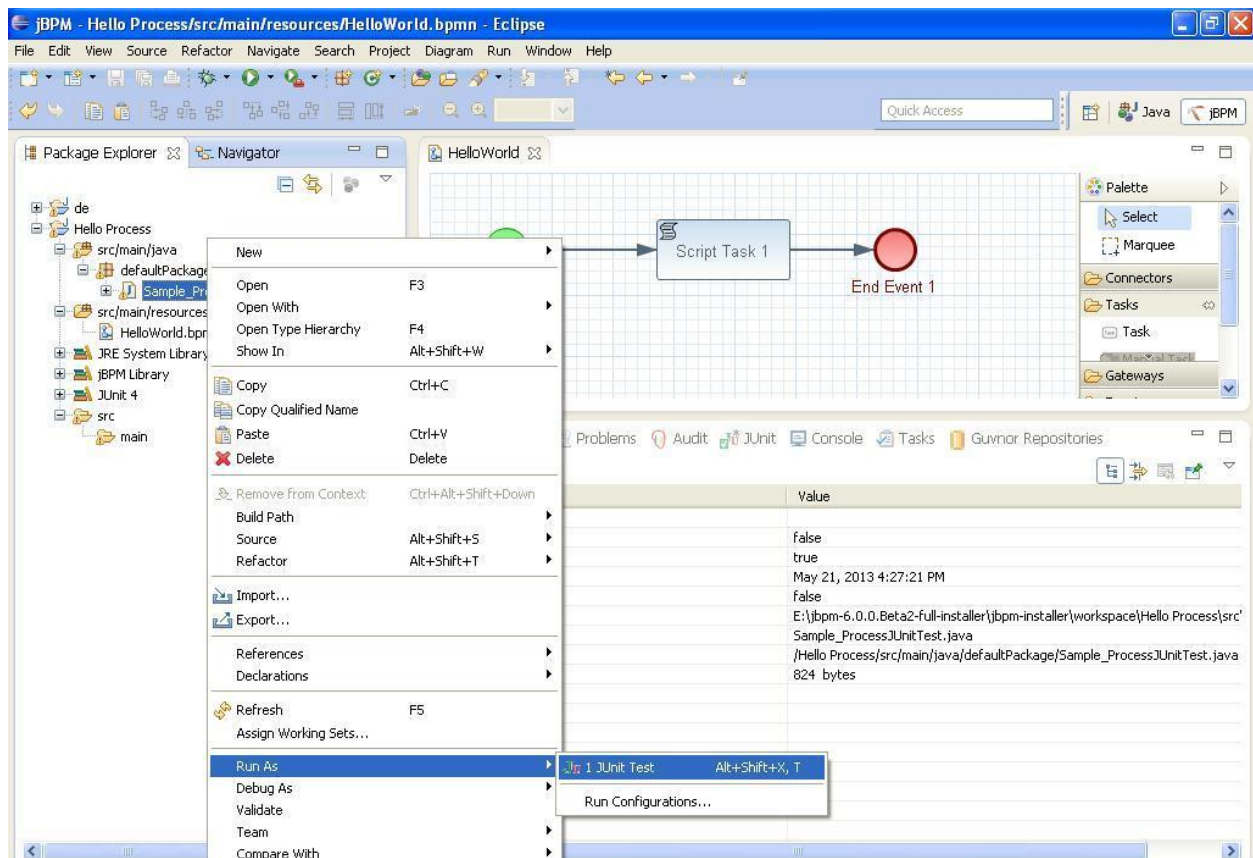 jBPM - Hello Process/src/main/resources/HelloWorld.bpmn - Eclipse
File Edit View Source Refactor Navigate Search Project Diagram Run Window Help
Quick Access
Java
jBPM
Package Explorer
Navigator
de
Hello Process
src/main/java
defaultPackage
Sample_Pr
src/main/resources
HelloWorld.bpr
JRE System Library
jBPM Library
JUnit 4
src
main
HelloWorld
Script Task 1
End Event 1
Palette
Select
Marquee
Connectors
Tasks
Task
Manual Task
Gateways
New
Open F3
Open With
Open Type Hierarchy F4
Show In Alt+Shift+W
Copy Ctrl+C
Copy Qualified Name
Paste Ctrl+V
Delete Delete
Remove from Context Ctrl+Alt+Shift+Down
Build Path
Source Alt+Shift+S
Refactor Alt+Shift+T
Import...
Export...
References
Declarations
Refresh F5
Assign Working Sets...
Run As
Debug As
Validate
Team
Compare With
1 JUnit Test Alt+Shift+X, T
Run Configurations...
Problems Audit JUnit Console Tasks Guvnor Repositories
Value
false
true
May 21, 2013 4:27:21 PM
false
E:\jbpm-6.0.0.Beta2-full-installer\jbpm-installer\workspace\Hello Process\src'
Sample_ProcessJUnitTest.java
/Hello Process/src/main/java/defaultPackage/Sample_ProcessJUnitTest.java
824 bytes